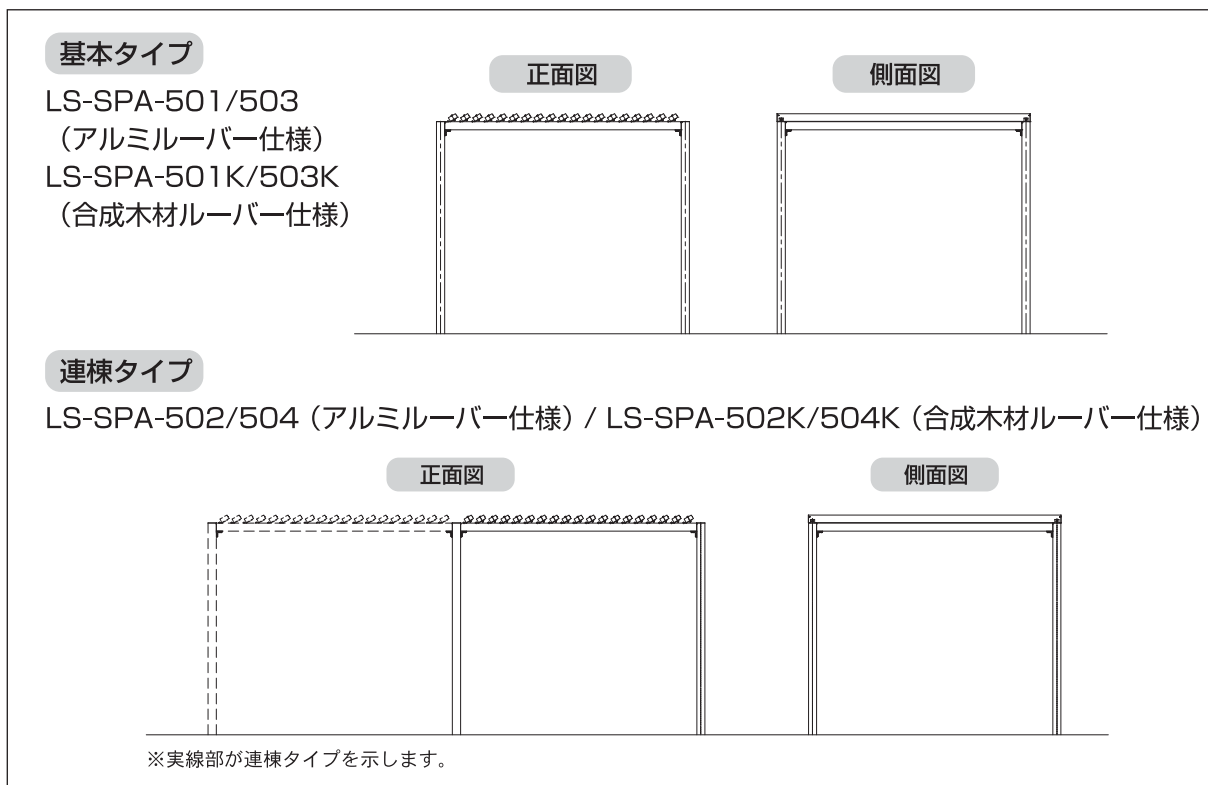 基本タイプ
LS-SPA-501/503
（アルミルーバー仕様）
LS-SPA-501K/503K
（合成木材ルーバー仕様）
正面図
側面図
連棟タイプ
LS-SPA-502/504（アルミルーバー仕様）/ LS-SPA-502K/504K（合成木材ルーバー仕様）
正面図
側面図
※実線部が連棟タイプを示します。